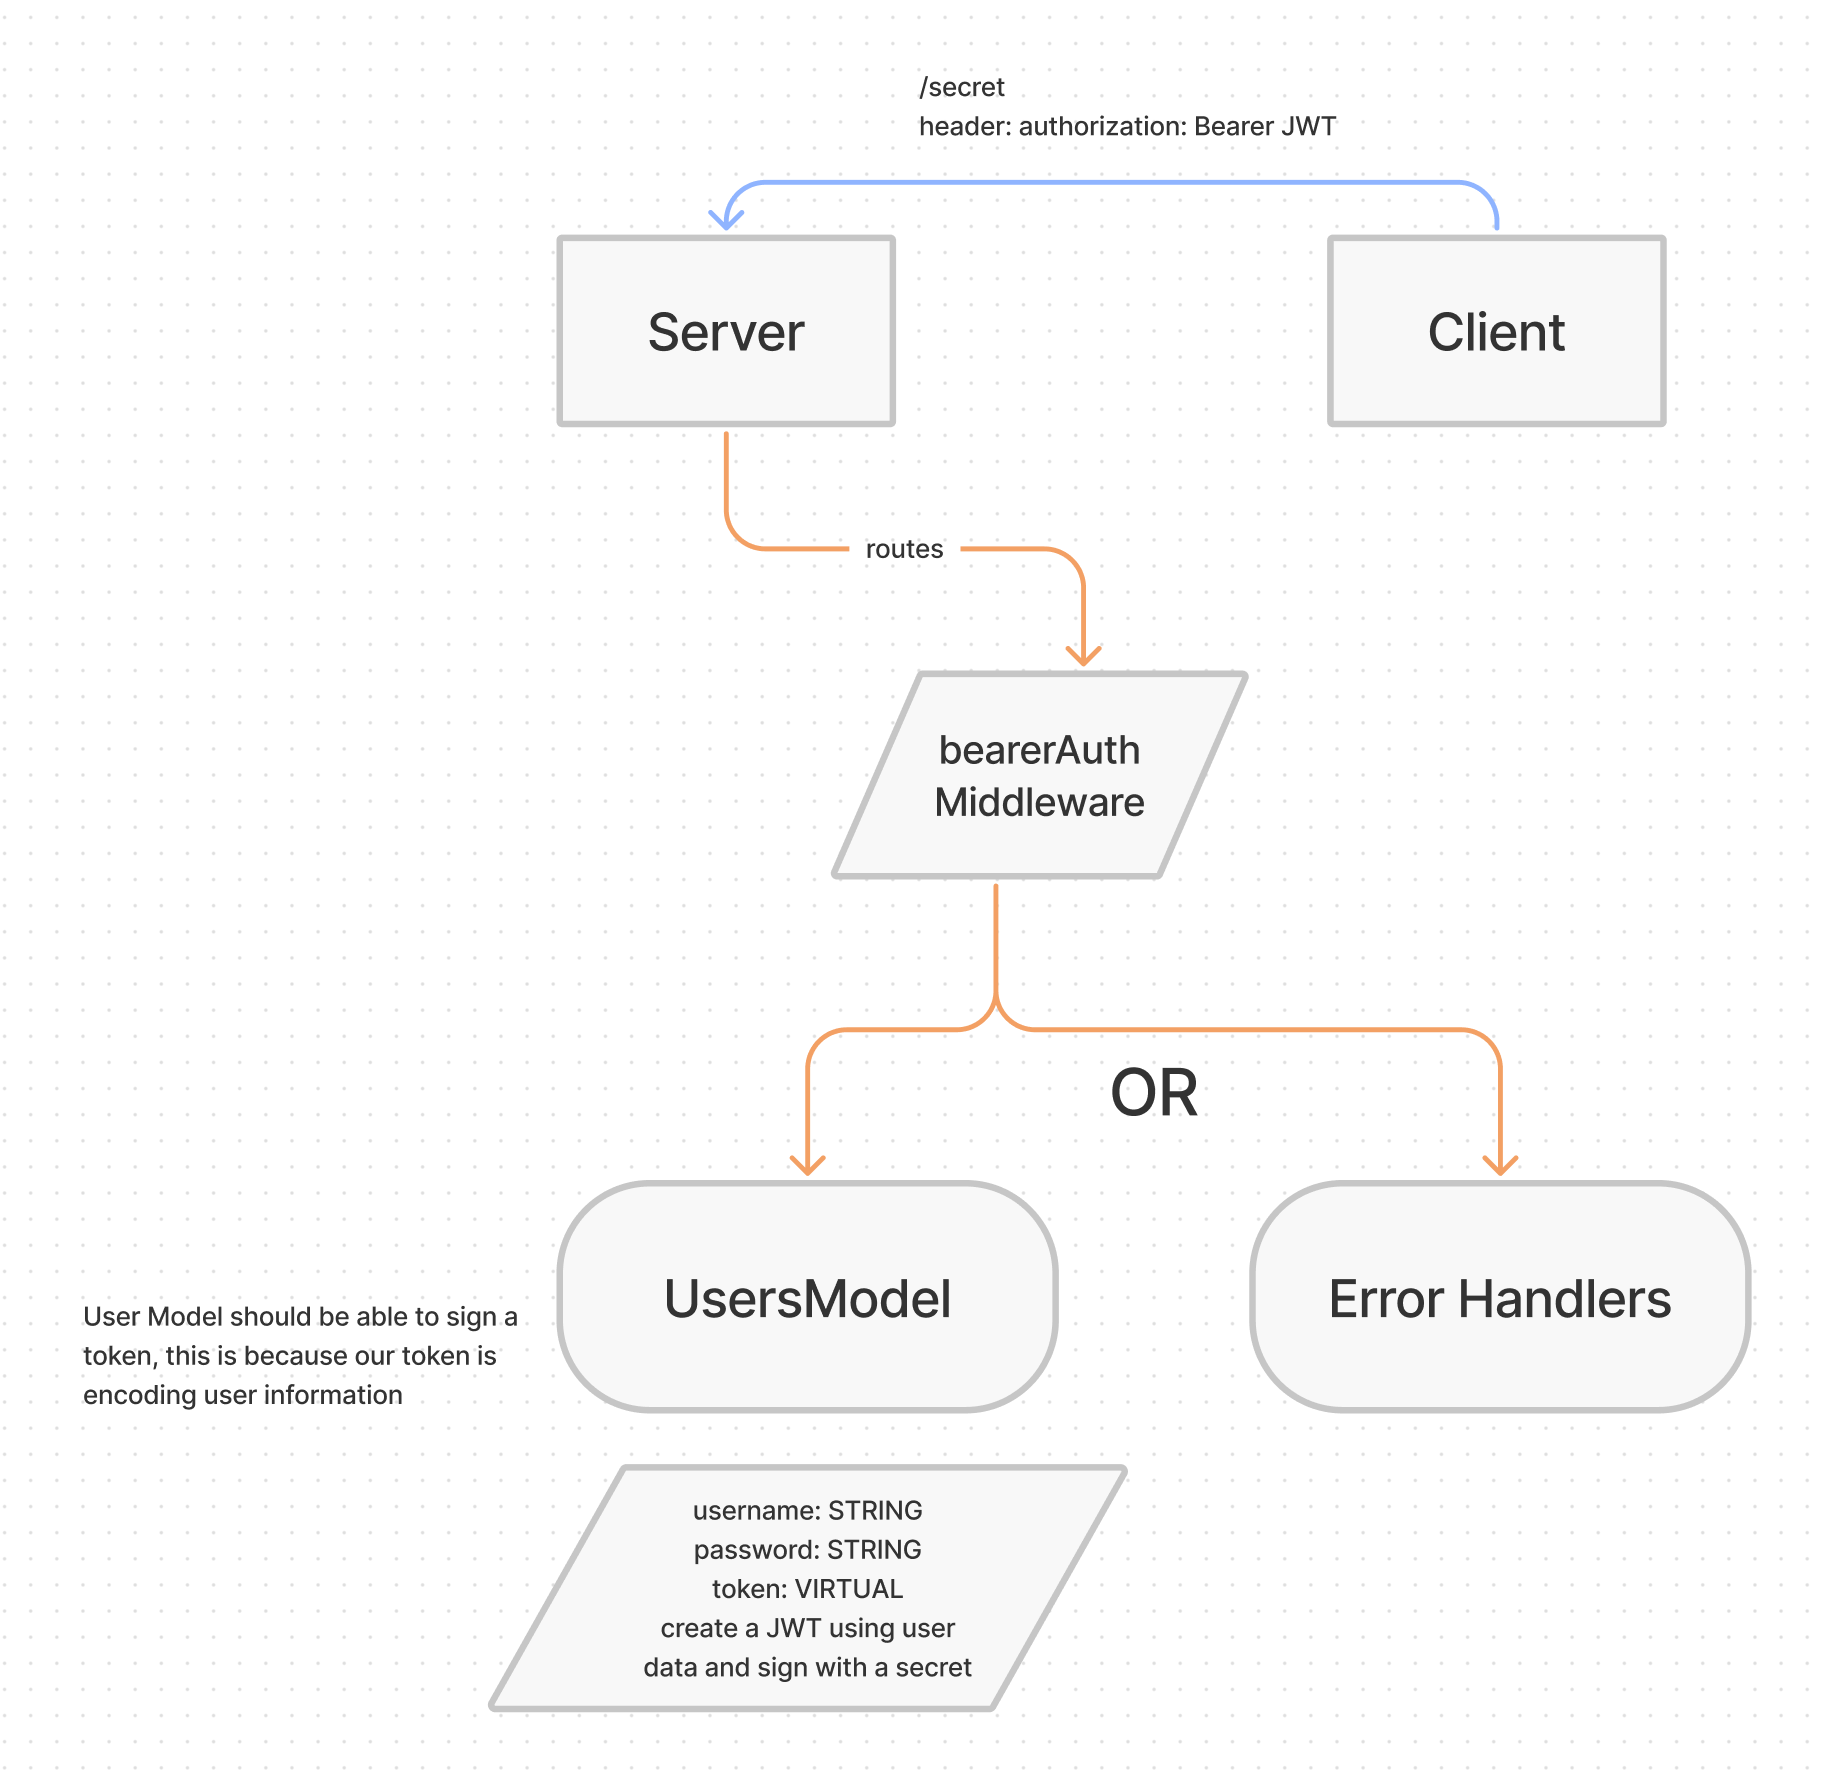 /secret
header: authorization: Bearer JWT
Server
Client
routes
bearerAuth
Middleware
OR
UsersModel
Error Handlers
User Model should be able to sign a
token, this is because our token is
encoding user information
username: STRING
password: STRING
token: VIRTUAL
create a JWT using user
data and sign with a secret